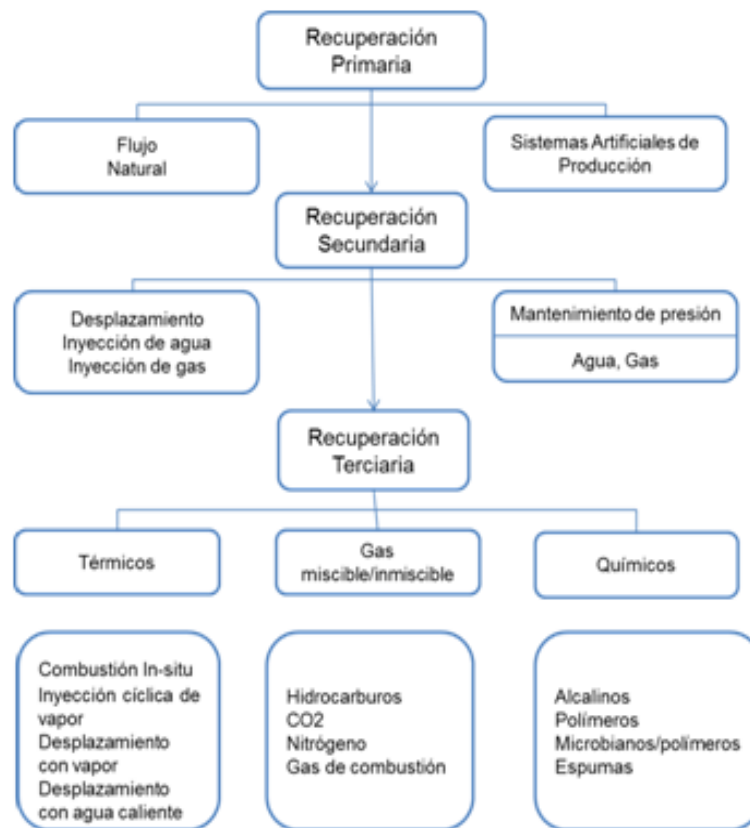 Recuperación
Primaria
Flujo
Natural
Sistemas Artificiales de
Producción
Recuperación
Secundaria
Desplazamiento
Inyección de agua
Inyección de gas
Mantenimiento de presión
Agua, Gas
Recuperación
Terciaria
Térmicos
Gas
miscible/inmiscible
Químicos
Combustión In-situ
Inyección cíclica de
vapor
Desplazamiento
con vapor
Desplazamiento
con agua caliente
Hidrocarburos
CO2
Nitrógeno
Gas de combustión
Alcalinos
Polímeros
Microbianos/polímeros
Espumas